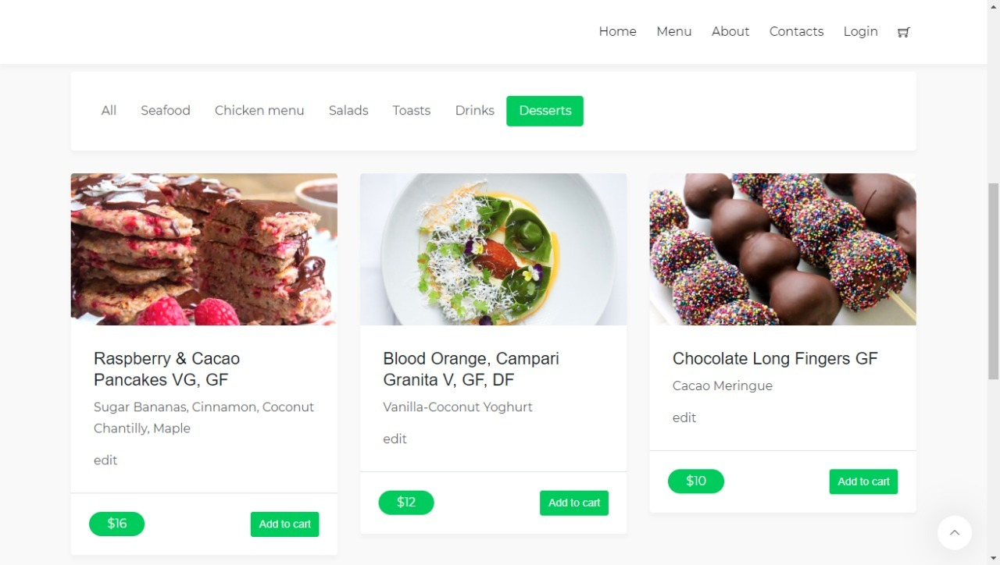 Home Menu About Contacts Login
All Seafood Chicken menu Salads Toasts Drinks Desserts
Raspberry & Cacao
Pancakes VG, GF
Sugar Bananas, Cinnamon, Coconut
Chantilly, Maple
edit
$16 Add to cart
Blood Orange, Campari
Granita V, GF, DF
Vanilla-Coconut Yoghurt
edit
$12 Add to cart
Chocolate Long Fingers GF
Cacao Meringue
edit
$10 Add to cart